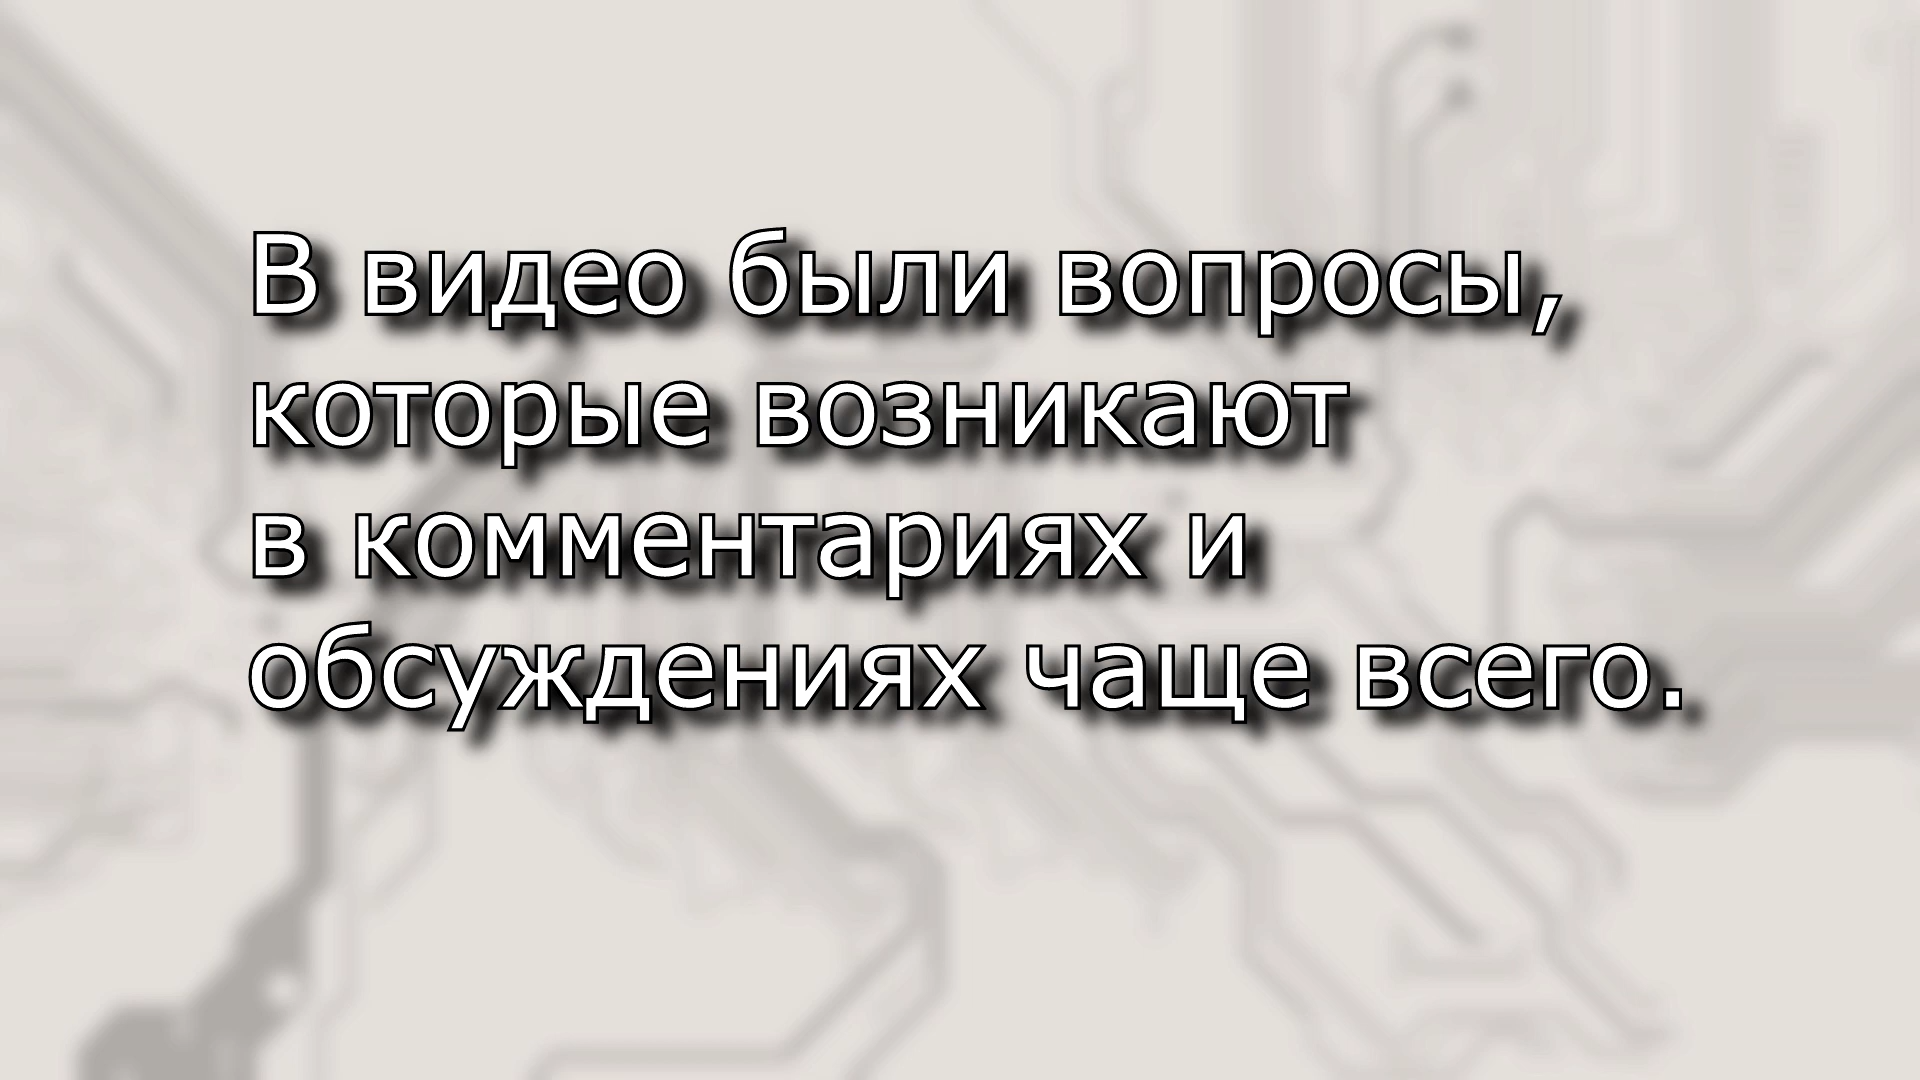 В видео были вопросы,
которые возникают
в комментариях и
обсуждениях чаще всего.